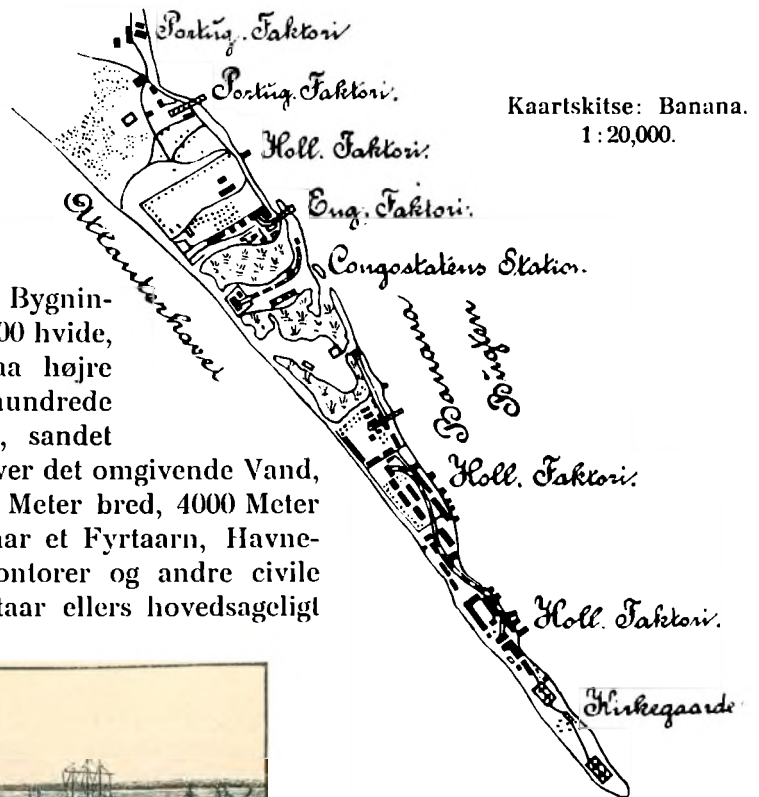 Portug. Faktori
Portug. Faktori.
Kaartskitse: Banana.
1:20,000.
Holl. Faktori.
Eng. Faktori.
Atlanterhavet
Congostatens Station.
Banana
Bugten
Bygnin-
00 hvide,
højre
hundrede
sandet
ver det omgivende Vand,
Meter bred, 4000 Meter
et Fyrtaarn, Havne-
ontorer og andre civile
taar ellers hovedsageligt
Holl. Faktori.
Holl. Faktori.
Kirkegaarde